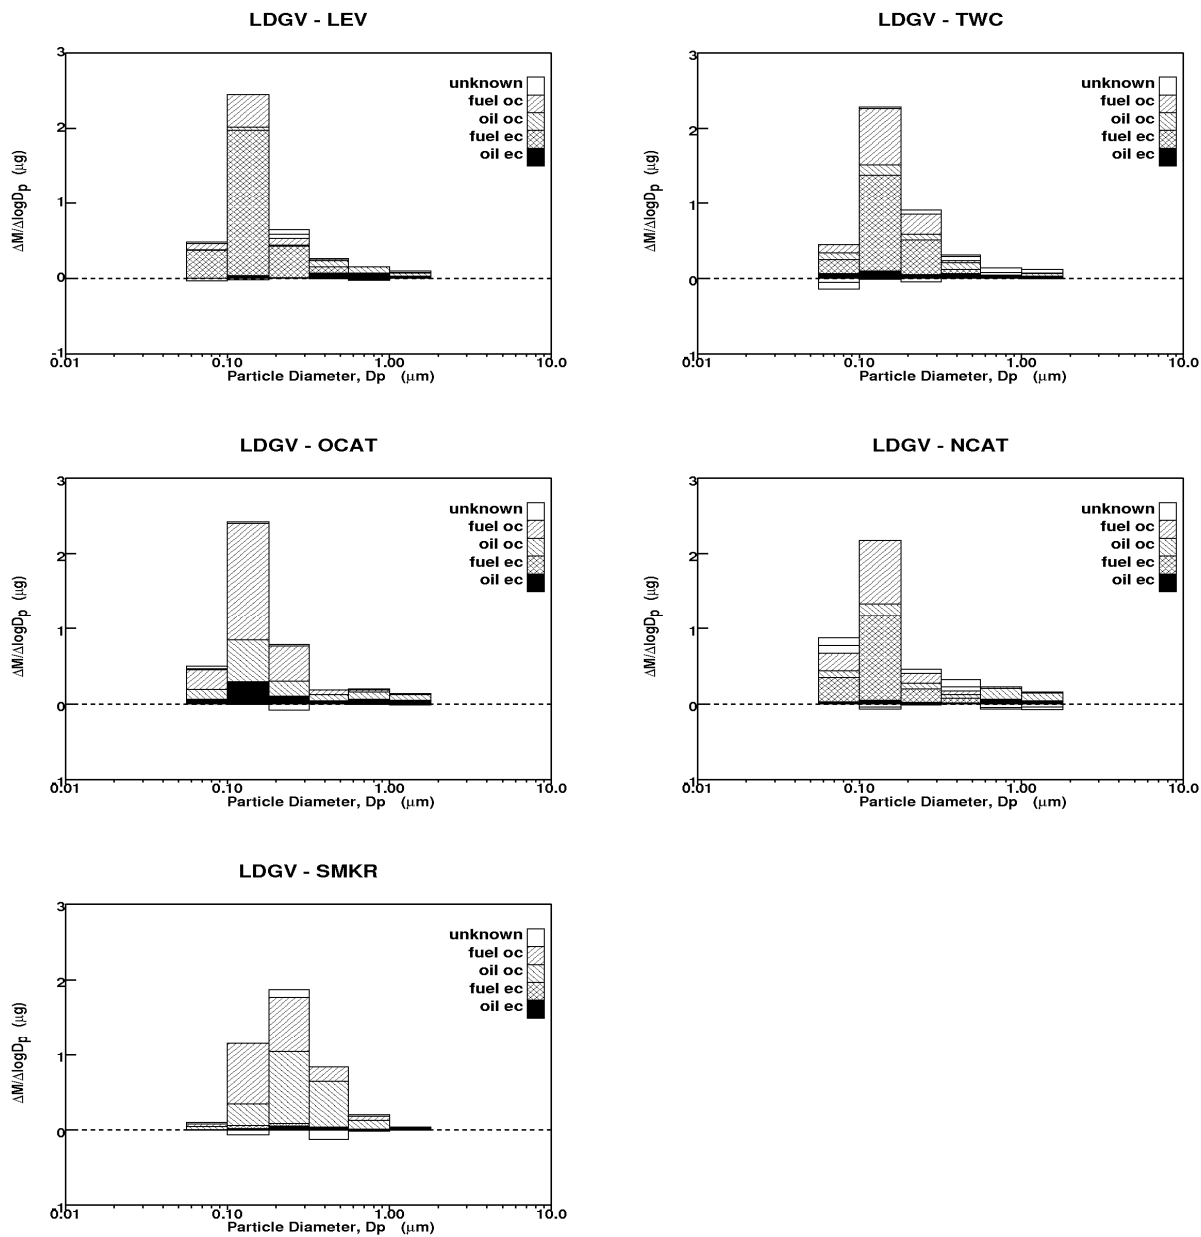 LDGV - LEV
3
2
1
0
-1
ΔM/ΔlogDp (μg)
unknown
fuel oc
oil oc
fuel ec
oil ec
0.01 0.10 1.00 10.0
Particle Diameter, Dp (μm)
LDGV - TWC
3
2
1
0
-1
ΔM/ΔlogDp (μg)
unknown
fuel oc
oil oc
fuel ec
oil ec
0.01 0.10 1.00 10.0
Particle Diameter, Dp (μm)
LDGV - OCAT
3
2
1
0
-1
ΔM/ΔlogDp (μg)
unknown
fuel oc
oil oc
fuel ec
oil ec
0.01 0.10 1.00 10.0
Particle Diameter, Dp (μm)
LDGV - NCAT
3
2
1
0
-1
ΔM/ΔlogDp (μg)
unknown
fuel oc
oil oc
fuel ec
oil ec
0.01 0.10 1.00 10.0
Particle Diameter, Dp (μm)
LDGV - SMKR
3
2
1
0
-1
ΔM/ΔlogDp (μg)
unknown
fuel oc
oil oc
fuel ec
oil ec
0.01 0.10 1.00 10.0
Particle Diameter, Dp (μm)